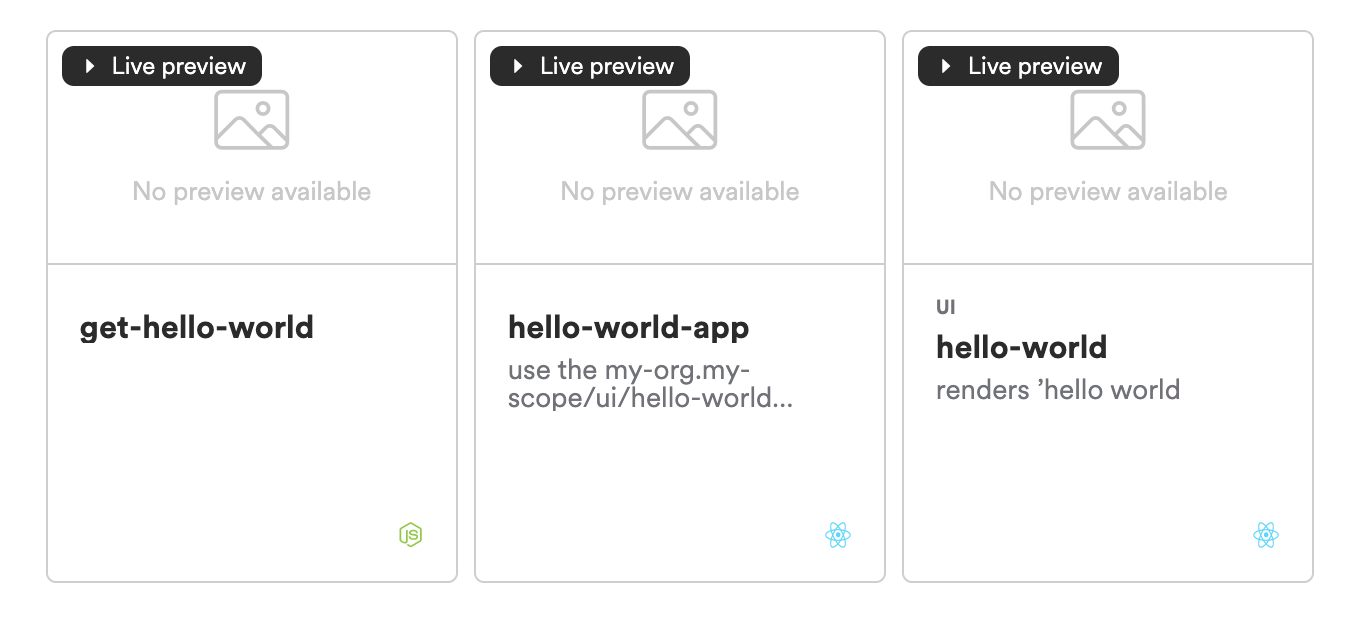 Live preview
No preview available
get-hello-world
JS
Live preview
No preview available
hello-world-app
use the my-org.my-
scope/ui/hello-world...
Live preview
No preview available
UI
hello-world
renders ’hello world